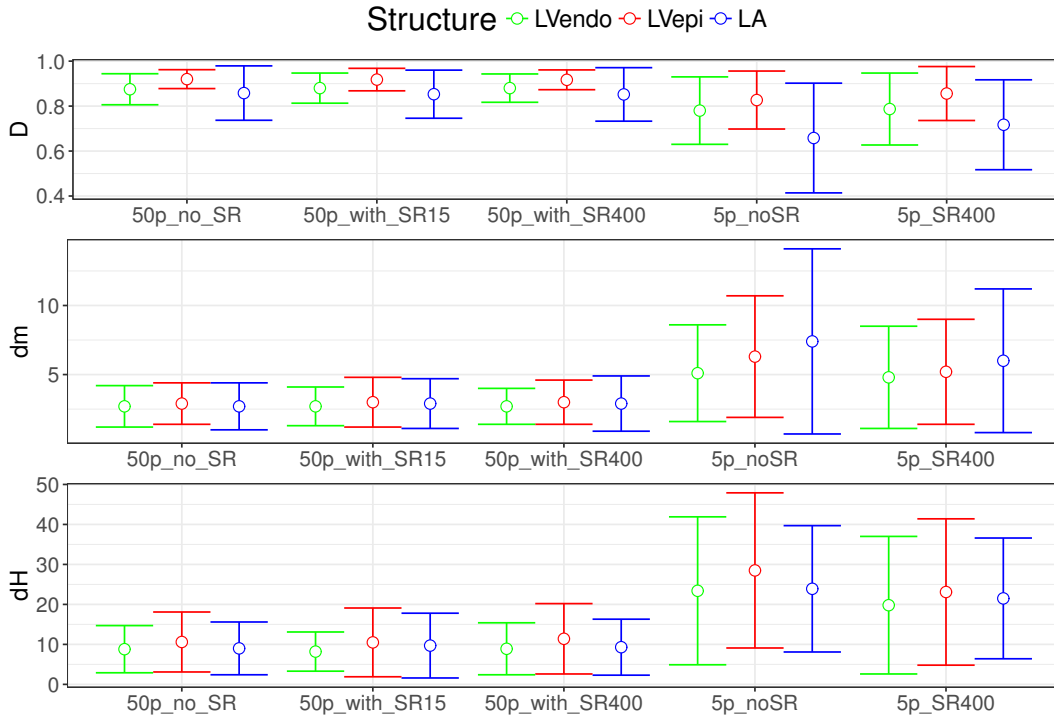 Structure LVendo LVepi LA
1.0
0.8
0.6
0.4
D
50p_no_SR 50p_with_SR15 50p_with_SR400 5p_noSR 5p_SR400
10
5
dm
50p_no_SR 50p_with_SR15 50p_with_SR400 5p_noSR 5p_SR400
50
40
30
20
10
0
dH
50p_no_SR 50p_with_SR15 50p_with_SR400 5p_noSR 5p_SR400